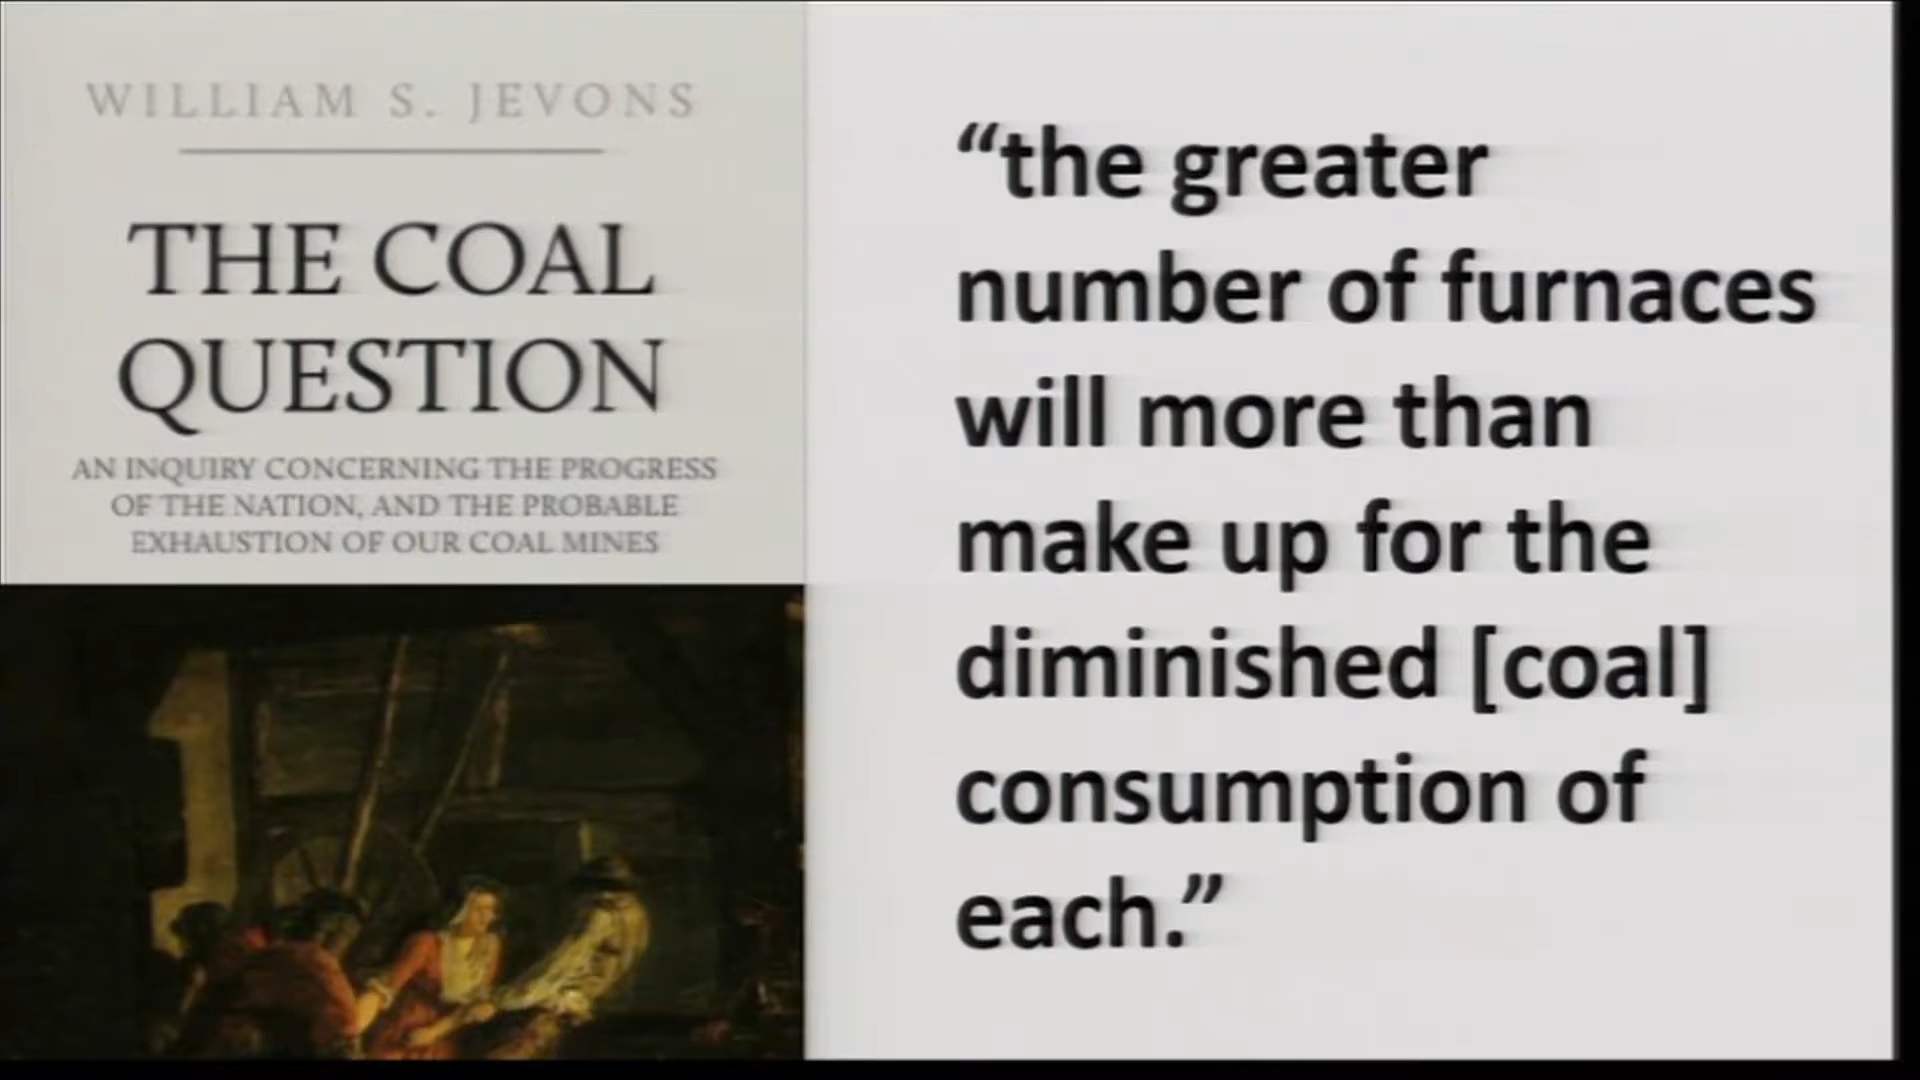 WILLIAM S. JEVONS
THE COAL
QUESTION
AN INQUIRY CONCERNING THE PROGRESS
OF THE NATION, AND THE PROBABLE
EXHAUSTION OF OUR COAL MINES
“the greater
number of furnaces
will more than
make up for the
diminished [coal]
consumption of
each.”